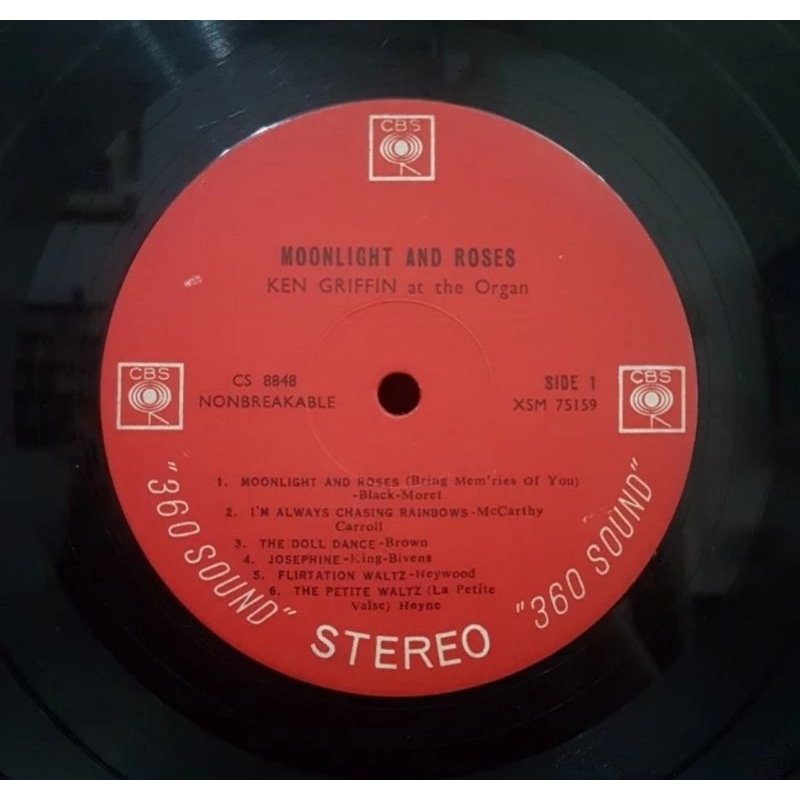 CBS
MOONLIGHT AND ROSES
KEN GRIFFIN at the Organ
CBS
CS 8848
NONBREAKABLE
SIDE 1
XSM 75159
CBS
1. MOONLIGHT AND ROSES (Bring Mem'ries Of You)
-Black-Moret
2. I'M ALWAYS CHASING RAINBOWS-McCarthy
Carroll
3. THE DOLL DANCE-Brown
4. JOSEPHINE-King-Bivens
5. FLIRTATION WALTZ-Heywood
6. THE PETITE WALTZ (La Petite
Valse) Heyne
"360 SOUND"
STEREO
"360 SOUND"